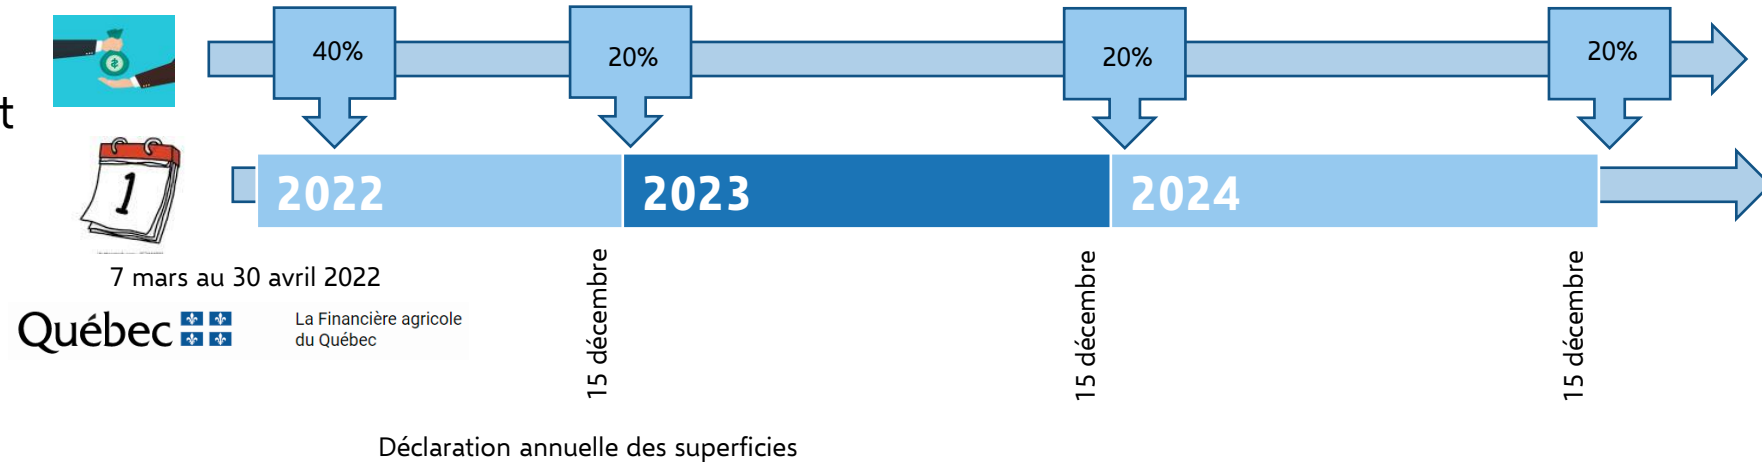 40%
20%
20%
20%
t
1
2022
2023
2024
7 mars au 30 avril 2022
15 décembre
15 décembre
15 décembre
Québec
La Financière agricole
du Québec
Déclaration annuelle des superficies